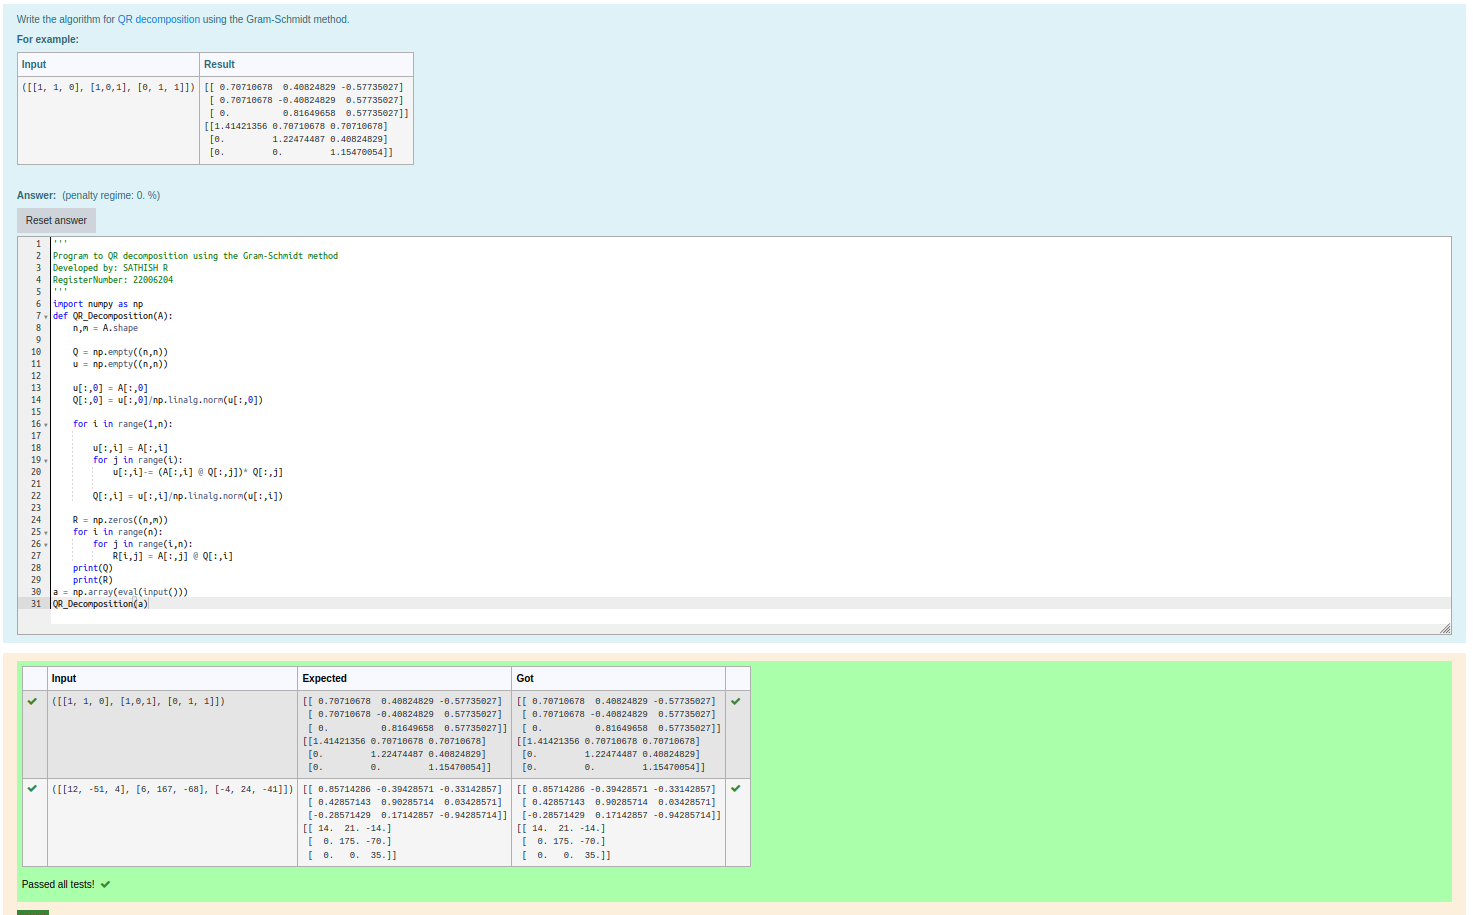 Write the algorithm for QR decomposition using the Gram-Schmidt method.
For example:
Input Result
([[1, 1, 0], [1,0,1], [0, 1, 1]]) [[ 0.70710678  0.40824829 -0.57735027]
[ 0.70710678 -0.40824829  0.57735027]
[ 0.          0.81649658  0.57735027]]
[[1.41421356 0.70710678 0.70710678]
[0.         1.22474487 0.40824829]
[0.         0.         1.15470054]]
Answer: (penalty regime: 0. %)
Reset answer
1 '''
2 Program to QR decomposition using the Gram-Schmidt method
3 Developed by: SATHISH R
4 RegisterNumber: 22006204
5 '''
6 import numpy as np
7 def QR_Decomposition(A):
8     n,m = A.shape
9
10     Q = np.empty((n,n))
11     u = np.empty((n,n))
12
13     u[:,0] = A[:,0]
14     Q[:,0] = u[:,0]/np.linalg.norm(u[:,0])
15
16     for i in range(1,n):
17
18         u[:,i] = A[:,i]
19         for j in range(i):
20             u[:,i]-= (A[:,i] @ Q[:,j])* Q[:,j]
21
22         Q[:,i] = u[:,i]/np.linalg.norm(u[:,i])
23
24     R = np.zeros((n,m))
25     for i in range(n):
26         for j in range(i,n):
27             R[i,j] = A[:,j] @ Q[:,i]
28     print(Q)
29     print(R)
30 a = np.array(eval(input()))
31 QR_Decomposition(a)
Input Expected Got
([[1, 1, 0], [1,0,1], [0, 1, 1]]) [[ 0.70710678  0.40824829 -0.57735027] [[ 0.70710678  0.40824829 -0.57735027]
[ 0.70710678 -0.40824829  0.57735027] [ 0.70710678 -0.40824829  0.57735027]
[ 0.          0.81649658  0.57735027]] [ 0.          0.81649658  0.57735027]]
[[1.41421356 0.70710678 0.70710678] [[1.41421356 0.70710678 0.70710678]
[0.         1.22474487 0.40824829] [0.         1.22474487 0.40824829]
[0.         0.         1.15470054]] [0.         0.         1.15470054]]
([[12, -51, 4], [6, 167, -68], [-4, 24, -41]]) [[ 0.85714286 -0.39428571 -0.33142857] [[ 0.85714286 -0.39428571 -0.33142857]
[ 0.42857143  0.90285714  0.03428571] [ 0.42857143  0.90285714  0.03428571]
[-0.28571429  0.17142857 -0.94285714]] [-0.28571429  0.17142857 -0.94285714]]
[[ 14.  21. -14.] [[ 14.  21. -14.]
[  0. 175. -70.] [  0. 175. -70.]
[  0.   0.  35.]] [  0.   0.  35.]]
Passed all tests!